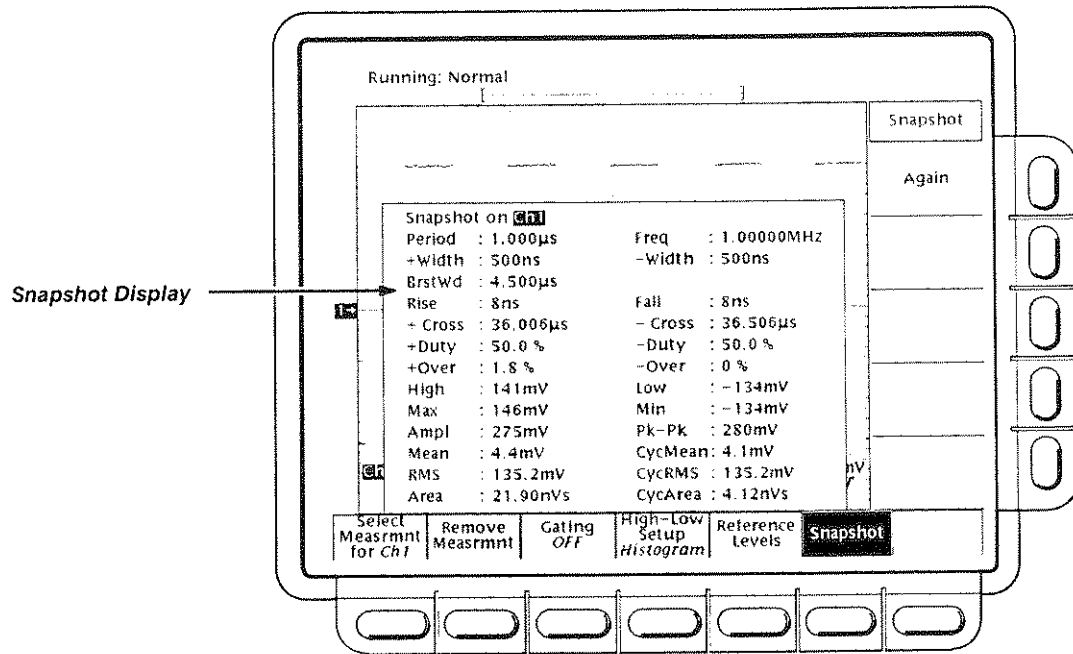 Running: Normal
Snapshot
Again
Snapshot on Ch1
Period : 1.000µs Freq : 1.00000MHz
+Width : 500ns -Width : 500ns
BrstWd : 4.500µs
Rise : 8ns Fall : 8ns
+ Cross : 36.006µs - Cross : 36.506µs
+Duty : 50.0 % -Duty : 50.0 %
+Over : 1.8 % -Over : 0 %
High : 141mV Low : -134mV
Max : 146mV Min : -134mV
Ampl : 275mV Pk-Pk : 280mV
Mean : 4.4mV CycMean: 4.1mV
RMS : 135.2mV CycRMS : 135.2mV
Area : 21.90nVs CycArea : 4.12nVs
Snapshot Display
1
mV
Select Measrmnt for Ch1
Remove Measrmnt
Gating OFF
High-Low Setup Histogram
Reference Levels
Snapshot